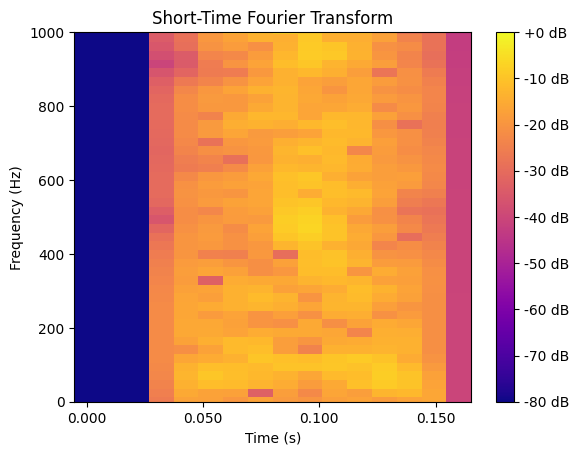 Short-Time Fourier Transform
1000
800
600
400
200
0
Frequency (Hz)
0.000
0.050
0.100
0.150
Time (s)
+0 dB
-10 dB
-20 dB
-30 dB
-40 dB
-50 dB
-60 dB
-70 dB
-80 dB